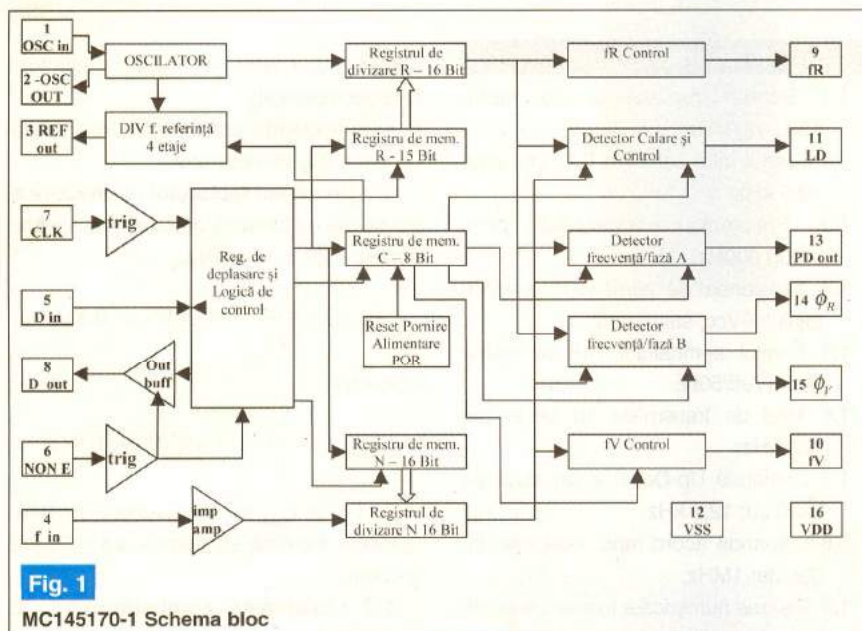 1
OSC in
2 -OSC
OUT
3 REF
out
7
CLK
5
D in
8
D out
6
NON E
4
f in
OSCILATOR
DIV f. referință
4 etaje
trig
Out
buff
trig
imp
amp
Reg. de
deplasare și
Logică de
control
Registrul de
divizare R – 16 Bit
Registru de mem.
R - 15 Bit
Registru de mem.
C – 8 Bit
Reset Pornire
Alimentare
POR
Registru de mem.
N – 16 Bit
Registrul de
divizare N 16 Bit
fR Control
Detector Calare și
Control
Detector
frecvență/fază A
Detector
frecvență/fază B
fV Control
9
fR
11
LD
13
PD out
14 ϕR
15 ϕV
10
fV
12
VSS
16
VDD
Fig. 1
MC145170-1 Schema bloc